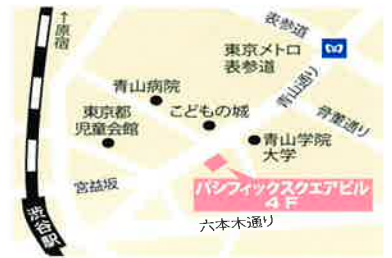 ↑原宿
表参道
東京メトロ
表参道
青山通り
骨董通り
青山病院
こどもの城
東京都
児童会館
青山学院
大学
宮益坂
パシフィックスクエアビル
4F
六本木通り
渋谷駅